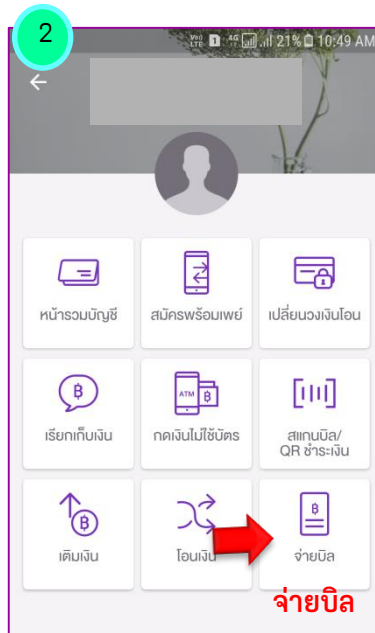 2
VoD LTE 1 4G 21% 10:49 AM
หน้ารวมบัญชี
สมัครพร้อมเพย์
เปลี่ยนวงเงินโอน
฿
ATM ฿
เรียกเก็บเงิน
กดเงินไม่ใช้บัตร
สแกนบิล/
QR ชำระเงิน
฿
฿
เติมเงิน
โอนเงิน
จ่ายบิล
จ่ายบิล